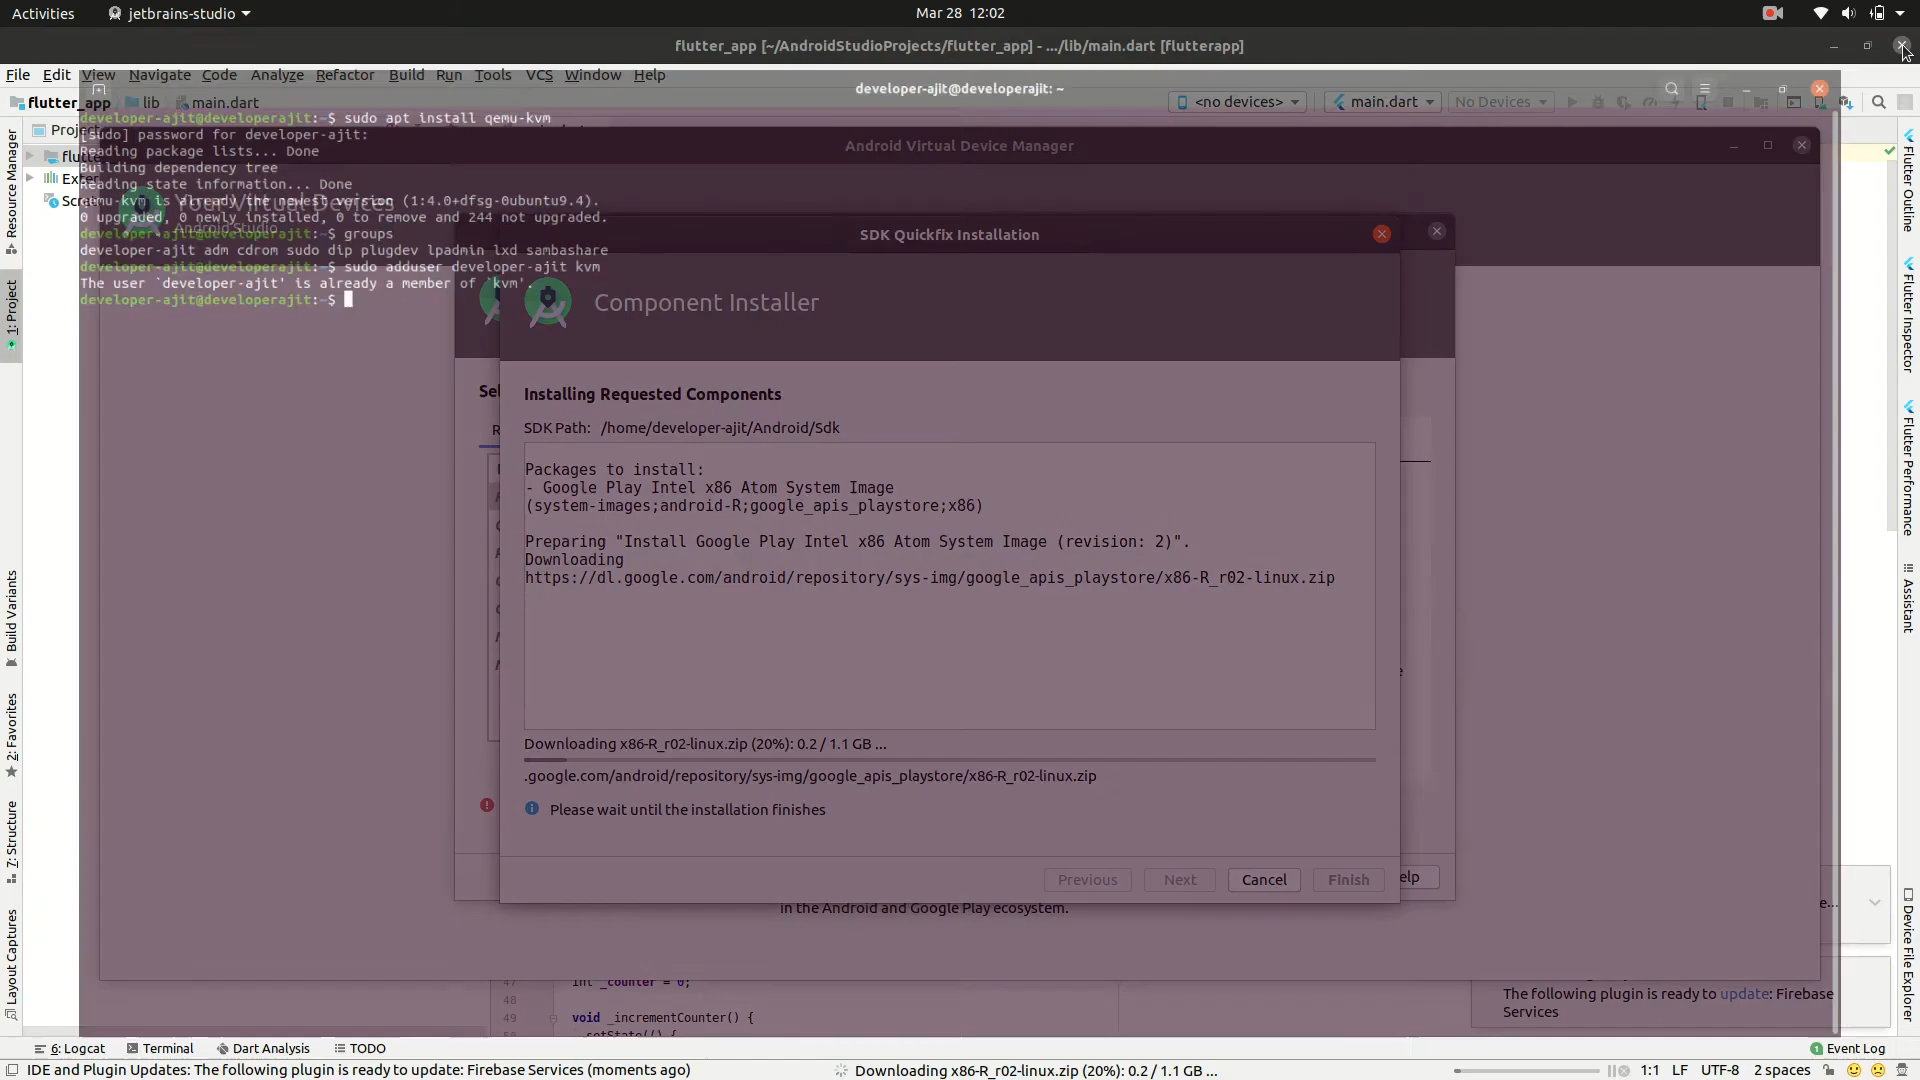 Activities
jetbrains-studio
Mar 28 12:02
flutter_app [~/AndroidStudioProjects/flutter_app] - .../lib/main.dart [flutterapp]
File Edit View Navigate Code Analyze Refactor Build Run Tools VCS Window Help
developer-ajit@developerajit: ~
flutter_app lib main.dart
<no devices> main.dart No Devices
developer-ajit@developerajit:~$ sudo apt install qemu-kvm
[sudo] password for developer-ajit:
Reading package lists... Done
Building dependency tree
Reading state information... Done
qemu-kvm is already the newest version (1:4.0+dfsg-0ubuntu9.4).
0 upgraded, 0 newly installed, 0 to remove and 244 not upgraded.
developer-ajit@developerajit:~$ groups
developer-ajit adm cdrom sudo dip plugdev lpadmin lxd sambashare
developer-ajit@developerajit:~$ sudo adduser developer-ajit kvm
The user `developer-ajit' is already a member of `kvm'.
developer-ajit@developerajit:~$
Android Virtual Device Manager
Your Virtual Devices
Android Studio
SDK Quickfix Installation
Component Installer
Installing Requested Components
SDK Path: /home/developer-ajit/Android/Sdk
Packages to install:
- Google Play Intel x86 Atom System Image
(system-images;android-R;google_apis_playstore;x86)
Preparing "Install Google Play Intel x86 Atom System Image (revision: 2)".
Downloading
https://dl.google.com/android/repository/sys-img/google_apis_playstore/x86-R_r02-linux.zip
Downloading x86-R_r02-linux.zip (20%): 0.2 / 1.1 GB ...
.google.com/android/repository/sys-img/google_apis_playstore/x86-R_r02-linux.zip
Please wait until the installation finishes
Previous Next Cancel Finish
elp
in the Android and Google Play ecosystem.
47 int _counter = 0;
48
49 void _incrementCounter() {
The following plugin is ready to update: Firebase
Services
Resource Manager
1: Project
Build Variants
2: Favorites
7: Structure
Layout Captures
Flutter Outline
Flutter Inspector
Flutter Performance
Assistant
Device File Explorer
6: Logcat Terminal Dart Analysis TODO
1 Event Log
IDE and Plugin Updates: The following plugin is ready to update: Firebase Services (moments ago)
Downloading x86-R_r02-linux.zip (20%): 0.2 / 1.1 GB ...
1:1 LF UTF-8 2 spaces